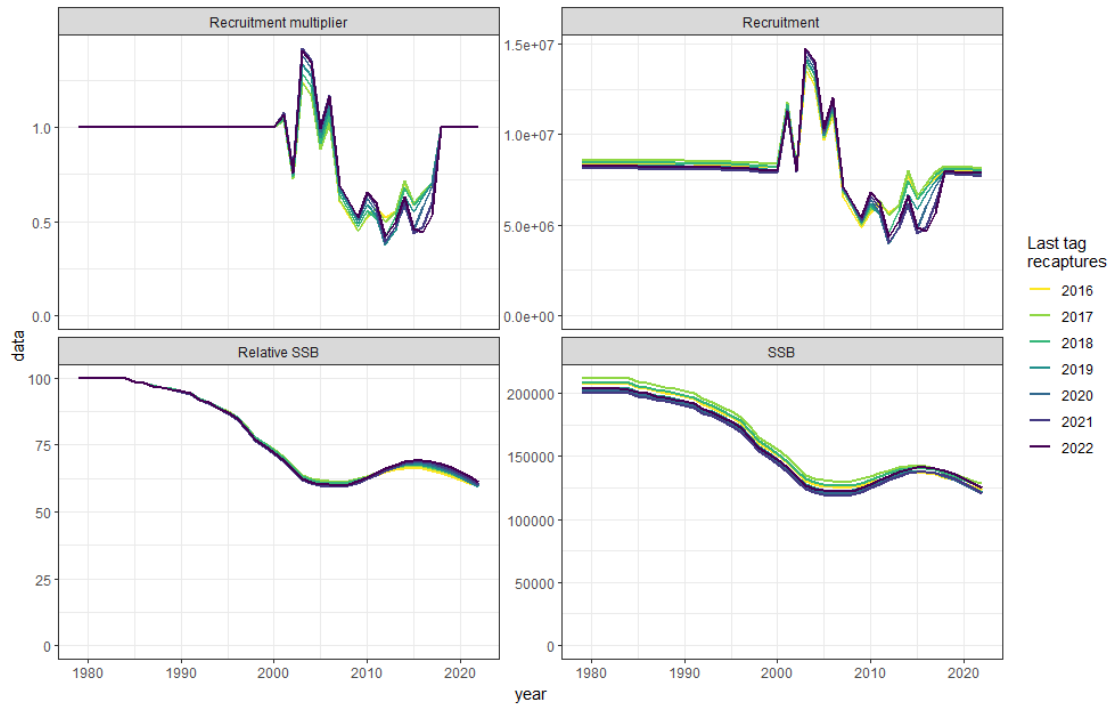 Recruitment multiplier
Recruitment
1.0
0.5
0.0
1.5e+07
1.0e+07
5.0e+06
0.0e+00
data
Relative SSB
SSB
100
75
50
25
0
200000
150000
100000
50000
0
1980 1990 2000 2010 2020
1980 1990 2000 2010 2020
year
Last tag
recaptures
2016
2017
2018
2019
2020
2021
2022